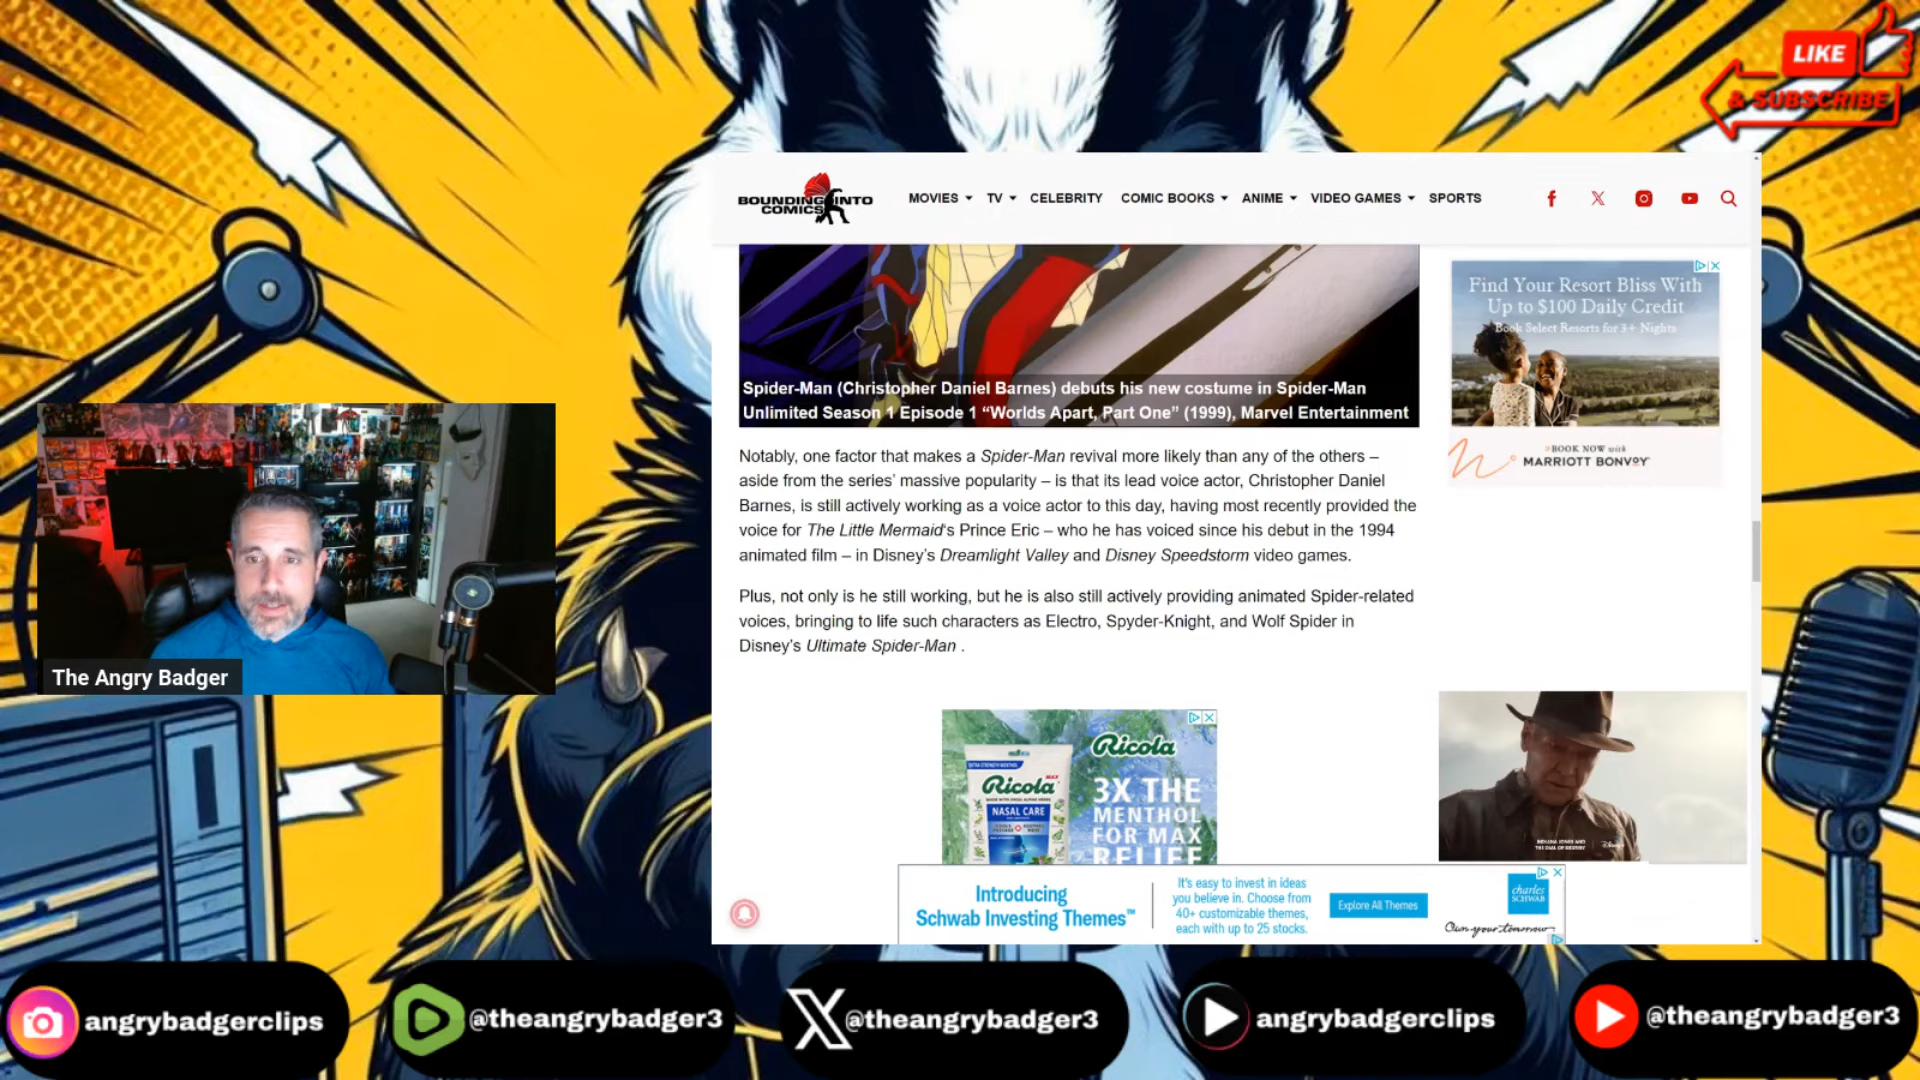 LIKE
& SUBSCRIBE
BOUNDING INTO
COMICS
MOVIES
TV
CELEBRITY
COMIC BOOKS
ANIME
VIDEO GAMES
SPORTS
Spider-Man (Christopher Daniel Barnes) debuts his new costume in Spider-Man
Unlimited Season 1 Episode 1 “Worlds Apart, Part One” (1999), Marvel Entertainment
Notably, one factor that makes a Spider-Man revival more likely than any of the others –
aside from the series’ massive popularity – is that its lead voice actor, Christopher Daniel
Barnes, is still actively working as a voice actor to this day, having most recently provided the
voice for The Little Mermaid‘s Prince Eric – who he has voiced since his debut in the 1994
animated film – in Disney’s Dreamlight Valley and Disney Speedstorm video games.
Plus, not only is he still working, but he is also still actively providing animated Spider-related
voices, bringing to life such characters as Electro, Spyder-Knight, and Wolf Spider in
Disney’s Ultimate Spider-Man .
Find Your Resort Bliss With
Up to $100 Daily Credit
Book Select Resorts for 3+ Nights
BOOK NOW with
MARRIOTT BONVOY
The Angry Badger
Ricola
Ricola MAX
NASAL CARE
3X THE
MENTHOL
FOR MAX
RELIEF
INDIANA JONES AND
THE DIAL OF DESTINY
Disney+
Introducing
Schwab Investing Themes™
It's easy to invest in ideas
you believe in. Choose from
40+ customizable themes,
each with up to 25 stocks.
Explore All Themes
charles
SCHWAB
Own your tomorrow
angrybadgerclips
@theangrybadger3
@theangrybadger3
angrybadgerclips
@theangrybadger3